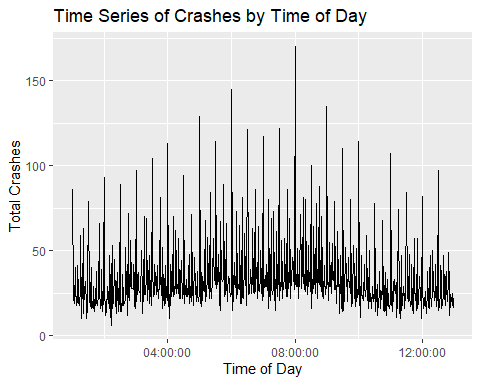 Time Series of Crashes by Time of Day
Total Crashes
150
100
50
0
04:00:00
08:00:00
12:00:00
Time of Day